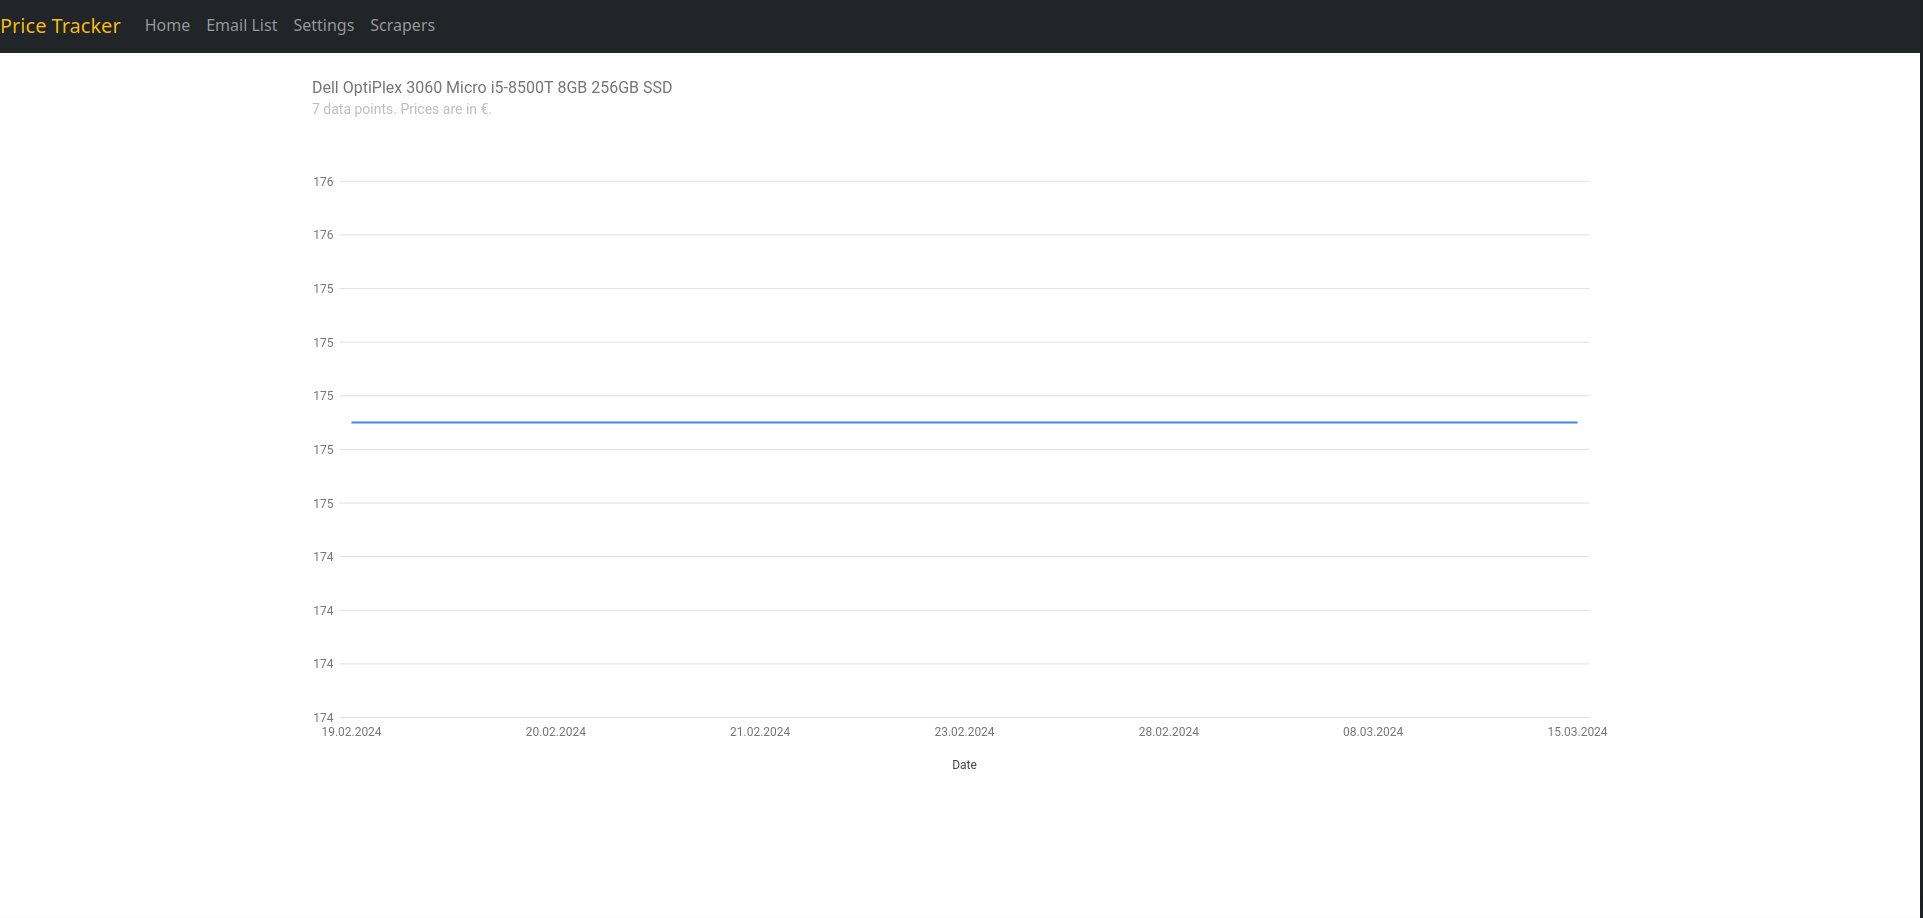 Price Tracker Home Email List Settings Scrapers
Dell OptiPlex 3060 Micro i5-8500T 8GB 256GB SSD
7 data points. Prices are in €.
176
176
175
175
175
175
175
174
174
174
174
19.02.2024 20.02.2024 21.02.2024 23.02.2024 28.02.2024 08.03.2024 15.03.2024
Date